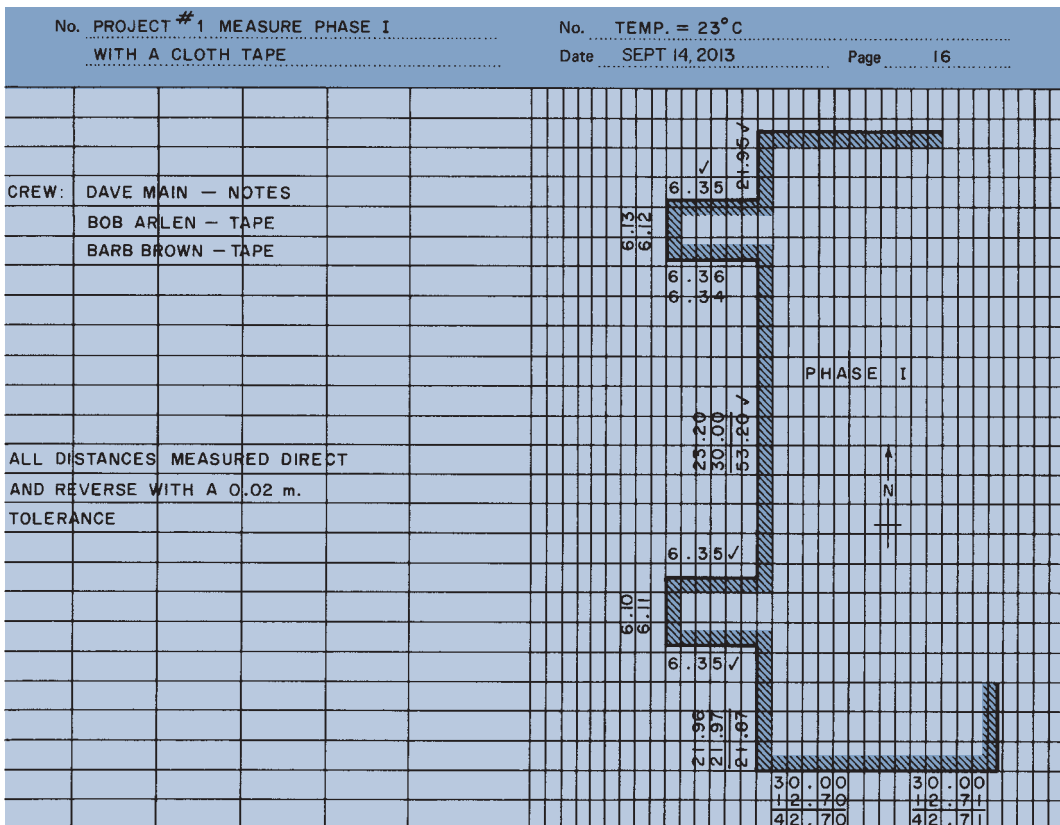 No. PROJECT #1 MEASURE PHASE I
WITH A CLOTH TAPE
No. TEMP. = 23°C
Date SEPT 14, 2013 Page 16
CREW: DAVE MAIN — NOTES
BOB ARLEN — TAPE
BARB BROWN — TAPE
ALL DISTANCES MEASURED DIRECT
AND REVERSE WITH A 0.02 m.
TOLERANCE
21.95✓
✓
6.35
6.13
6.12
6.36
6.34
PHASE I
23.20
30.00
53.20✓
N
6.35✓
6.10
6.11
6.35✓
21.96
21.97
21.87
30.00
12.70
42.70
30.00
12.71
42.71